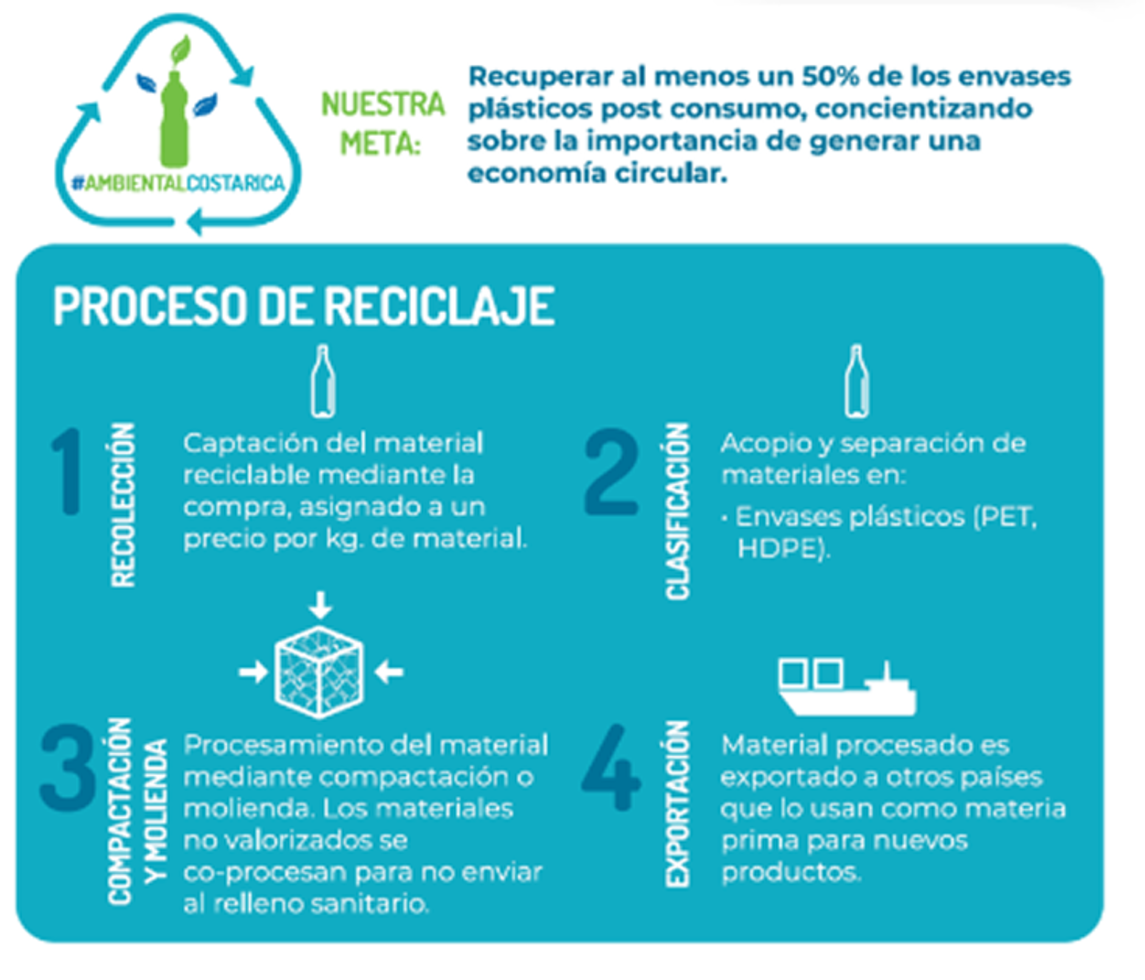 #AMBIENTALCOSTARICA
NUESTRA
META:
Recuperar al menos un 50% de los envases
plásticos post consumo, concientizando
sobre la importancia de generar una
economía circular.
PROCESO DE RECICLAJE
1
RECOLECCIÓN
Captación del material
reciclable mediante la
compra, asignado a un
precio por kg. de material.
2
CLASIFICACIÓN
Acopio y separación de
materiales en:
• Envases plásticos (PET,
HDPE).
3
COMPACTACIÓN
Y MOLIENDA
Procesamiento del material
mediante compactación o
molienda. Los materiales
no valorizados se
co-procesan para no enviar
al relleno sanitario.
4
EXPORTACIÓN
Material procesado es
exportado a otros países
que lo usan como materia
prima para nuevos
productos.